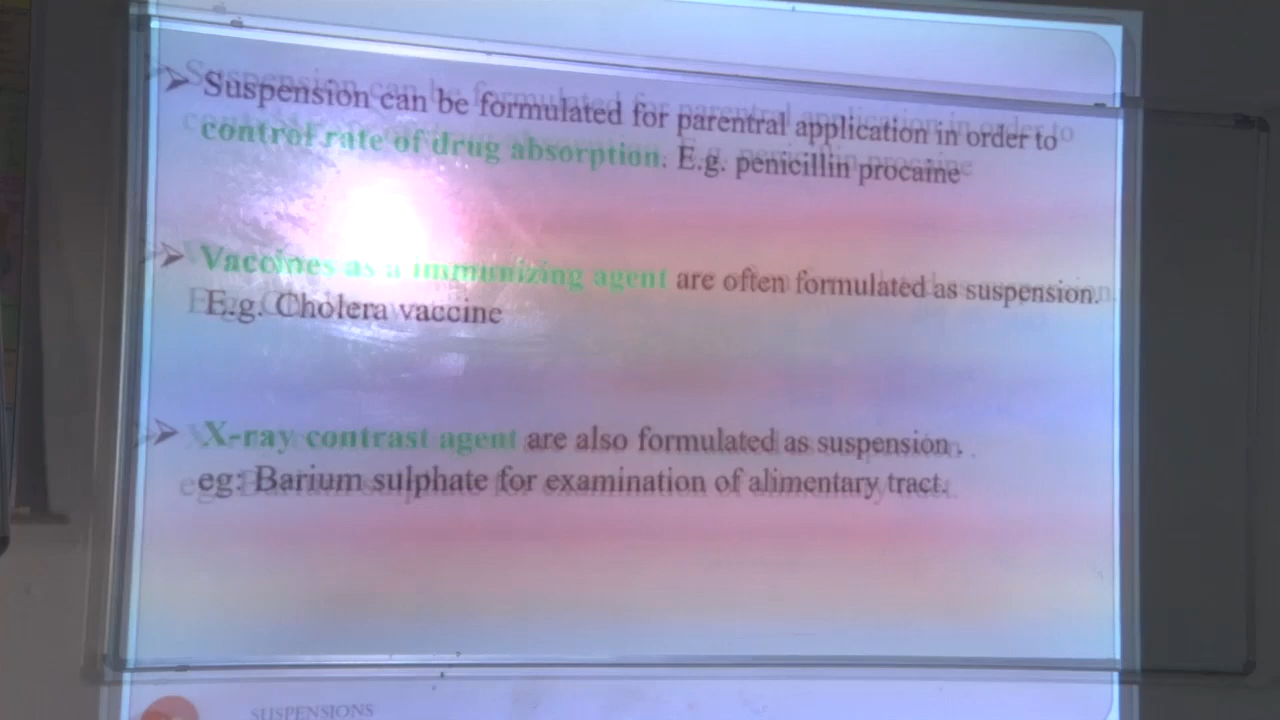 ➢ Suspension can be formulated for parentral application in order to
control rate of drug absorption. E.g. penicillin procaine
➢ Vaccines as a immunizing agent are often formulated as suspension.
E.g. Cholera vaccine
➢ X-ray contrast agent are also formulated as suspension .
eg: Barium sulphate for examination of alimentary tract.
SUSPENSIONS